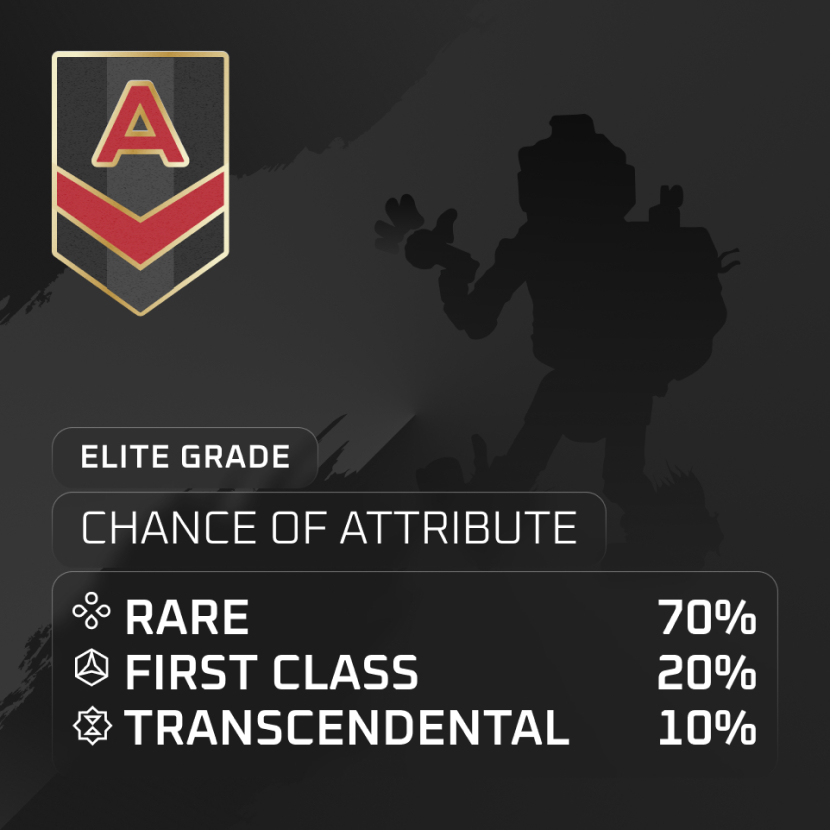 A
ELITE GRADE
CHANCE OF ATTRIBUTE
RARE 70%
FIRST CLASS 20%
TRANSCENDENTAL 10%